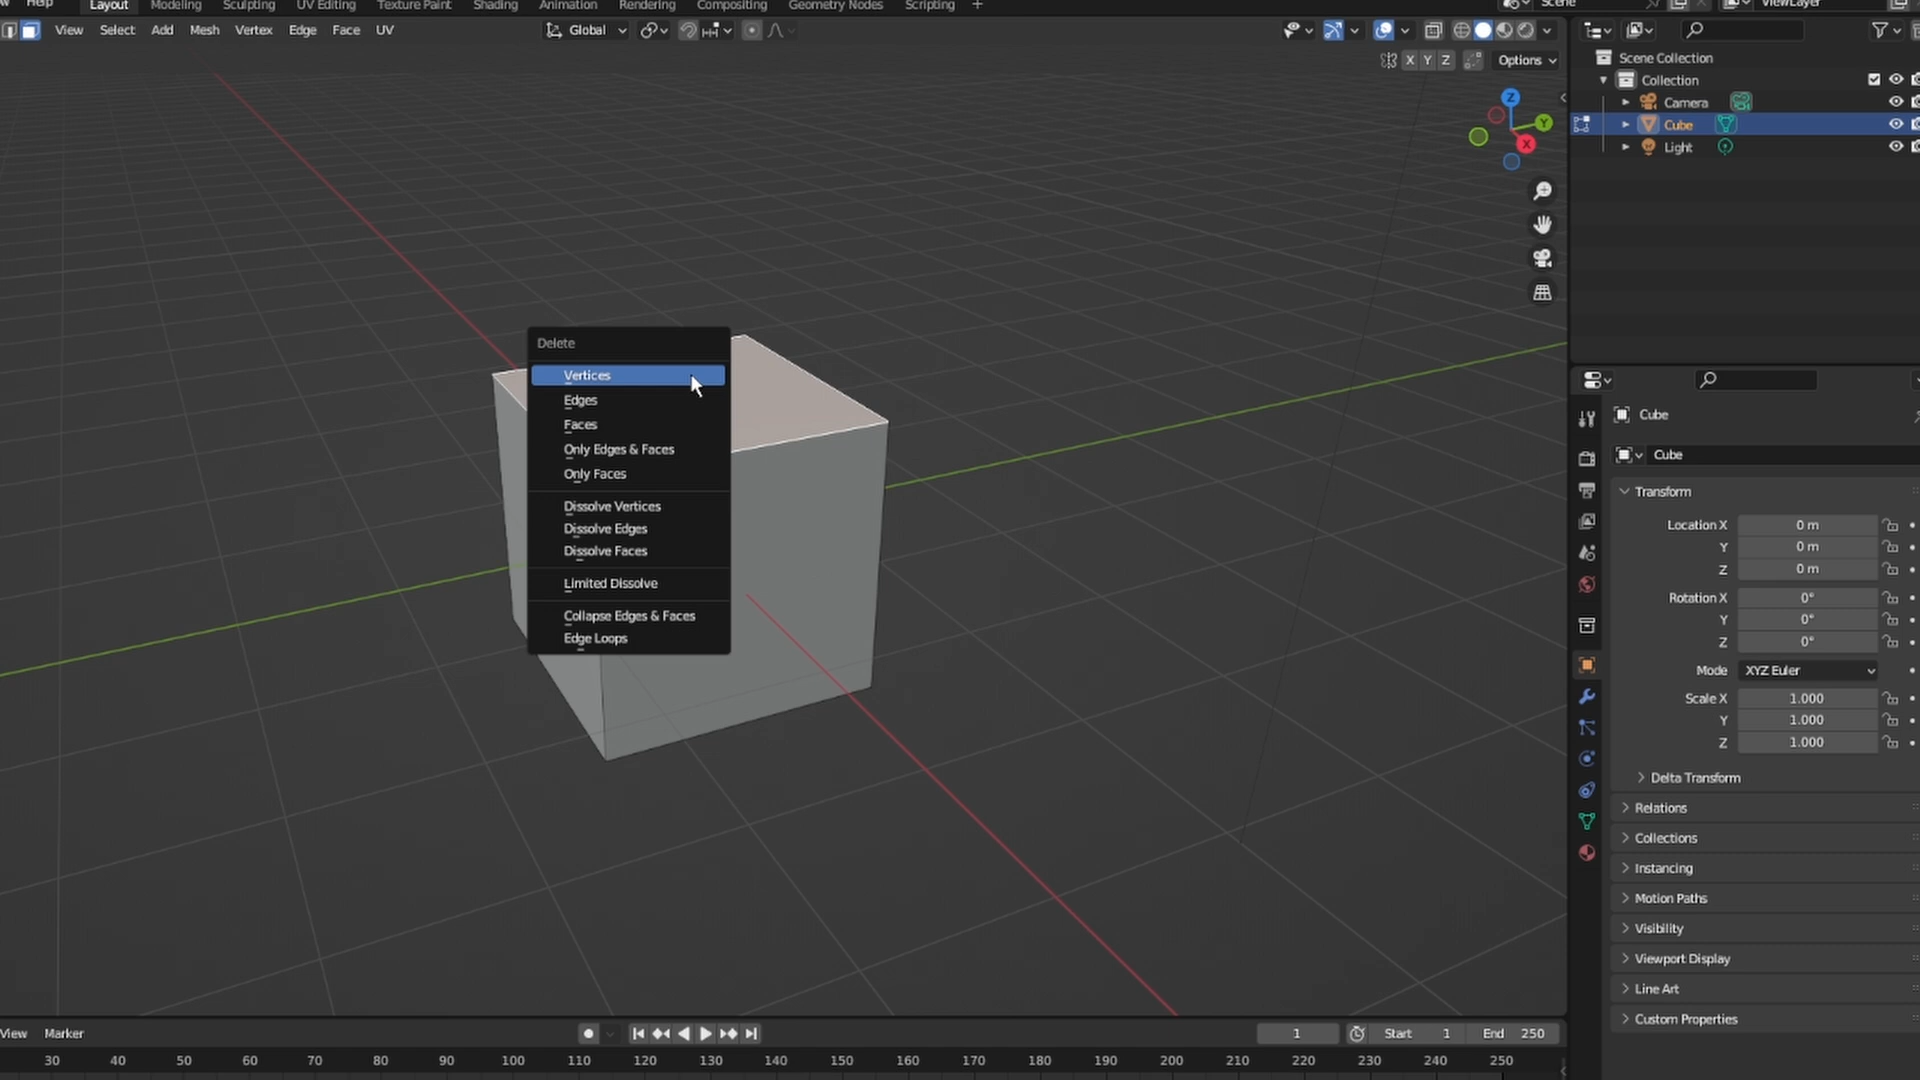 Help Layout Modeling Sculpting UV Editing Texture Paint Shading Animation Rendering Compositing Geometry Nodes Scripting + Scene ViewLayer
View Select Add Mesh Vertex Edge Face UV Global
X Y Z Options
Scene Collection
Collection
Camera
Cube
Light
Z
Y
X
Delete
Vertices
Edges
Faces
Only Edges & Faces
Only Faces
Dissolve Vertices
Dissolve Edges
Dissolve Faces
Limited Dissolve
Collapse Edges & Faces
Edge Loops
Cube
Cube
Transform
Location X 0 m
Y 0 m
Z 0 m
Rotation X 0°
Y 0°
Z 0°
Mode XYZ Euler
Scale X 1.000
Y 1.000
Z 1.000
Delta Transform
Relations
Collections
Instancing
Motion Paths
Visibility
Viewport Display
Line Art
Custom Properties
View Marker 1 Start 1 End 250
30 40 50 60 70 80 90 100 110 120 130 140 150 160 170 180 190 200 210 220 230 240 250